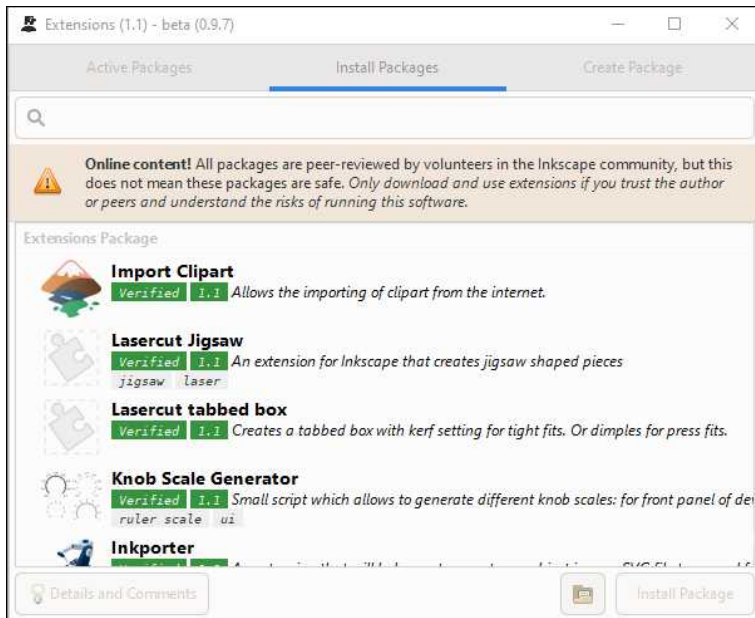 Extensions (1.1) - beta (0.9.7)
Active Packages
Install Packages
Create Package
Online content! All packages are peer-reviewed by volunteers in the Inkscape community, but this
does not mean these packages are safe. Only download and use extensions if you trust the author
or peers and understand the risks of running this software.
Extensions Package
Import Clipart
Verified 1.1 Allows the importing of clipart from the internet.
Lasercut Jigsaw
Verified 1.1 An extension for Inkscape that creates jigsaw shaped pieces
jigsaw laser
Lasercut tabbed box
Verified 1.1 Creates a tabbed box with kerf setting for tight fits. Or dimples for press fits.
Knob Scale Generator
Verified 1.1 Small script which allows to generate different knob scales: for front panel of de
ruler scale ui
Inkporter
Details and Comments
Install Package